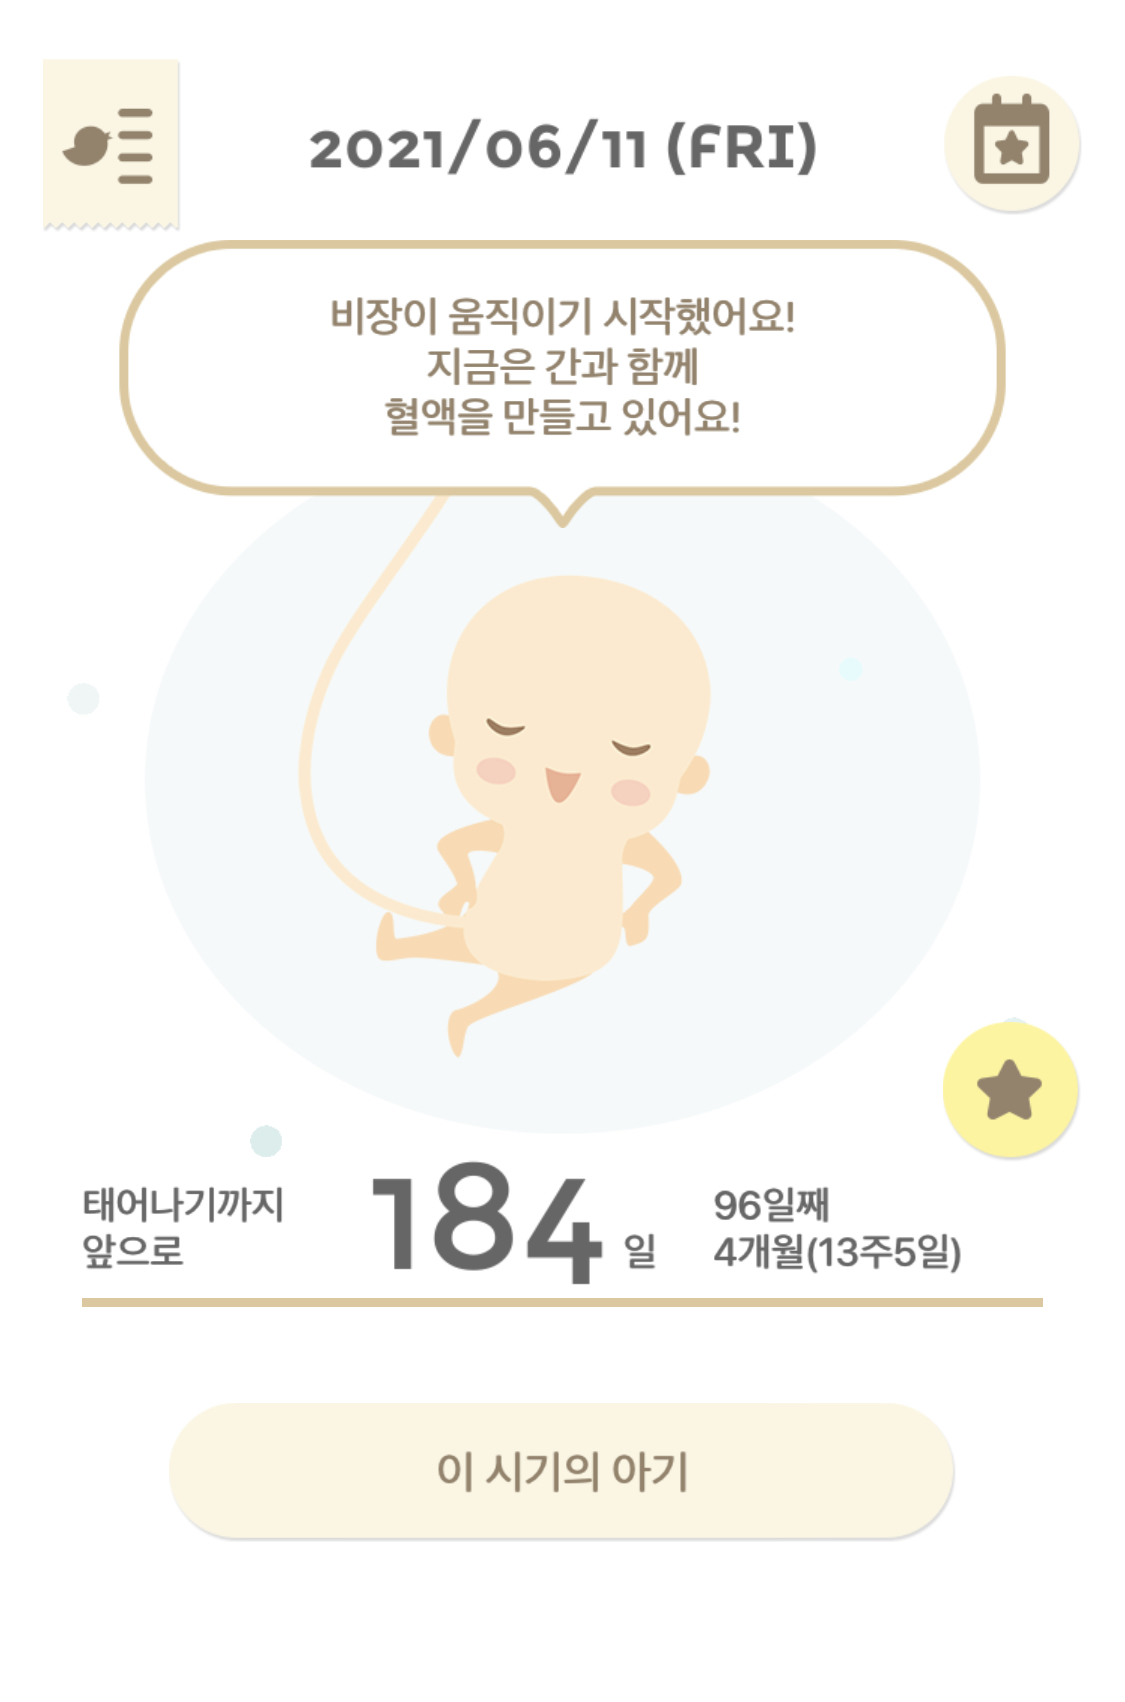 2021/06/11 (FRI)
비장이 움직이기 시작했어요!
지금은 간과 함께
혈액을 만들고 있어요!
태어나기까지
앞으로
184 일
96일째
4개월(13주5일)
이 시기의 아기